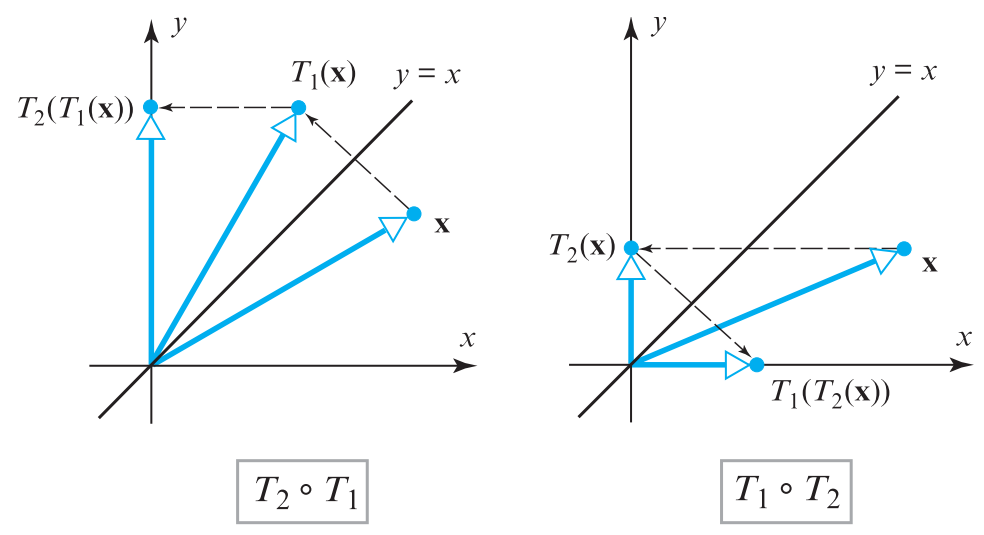 y
T₁(x)
y = x
T₂(T₁(x))
x
x
T₂ ∘ T₁
y
y = x
T₂(x)
x
x
T₁(T₂(x))
T₁ ∘ T₂